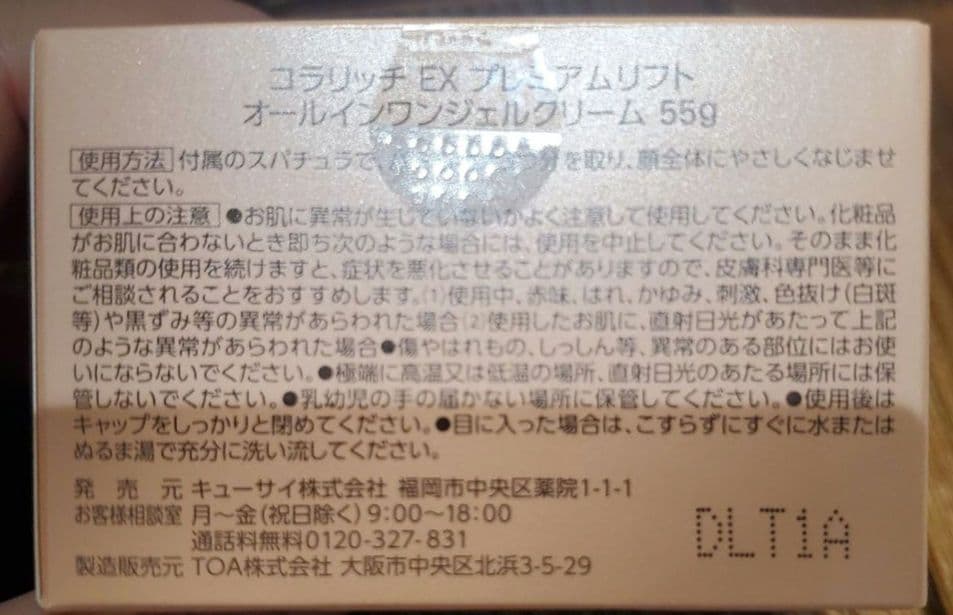 コラリッチ EX プレミアムリフト
オールインワンジェルクリーム 55g
使用方法 付属のスパチュラで、 分を取り、顔全体にやさしくなじませ
てください。
使用上の注意 ●お肌に異常が生じていないかよく注意して使用してください。化粧品
がお肌に合わないとき即ち次のような場合には、使用を中止してください。そのまま化
粧品類の使用を続けますと、症状を悪化させることがありますので、皮膚科専門医等に
ご相談されることをおすすめします。(1)使用中、赤味、はれ、かゆみ、刺激、色抜け(白斑
等)や黒ずみ等の異常があらわれた場合(2)使用したお肌に、直射日光があたって上記
のような異常があらわれた場合●傷やはれもの、しっしん等、異常のある部位にはお使
いにならないでください。●極端に高温又は低温の場所、直射日光のあたる場所には保
管しないでください。●乳幼児の手の届かない場所に保管してください。●使用後は
キャップをしっかりと閉めてください。●目に入った場合は、こすらずにすぐに水または
ぬるま湯で充分に洗い流してください。
発売元 キューサイ株式会社 福岡市中央区薬院1-1-1
お客様相談室 月～金(祝日除く)9:00～18:00
通話料無料0120-327-831
製造販売元 TOA株式会社 大阪市中央区北浜3-5-29
DLT1A